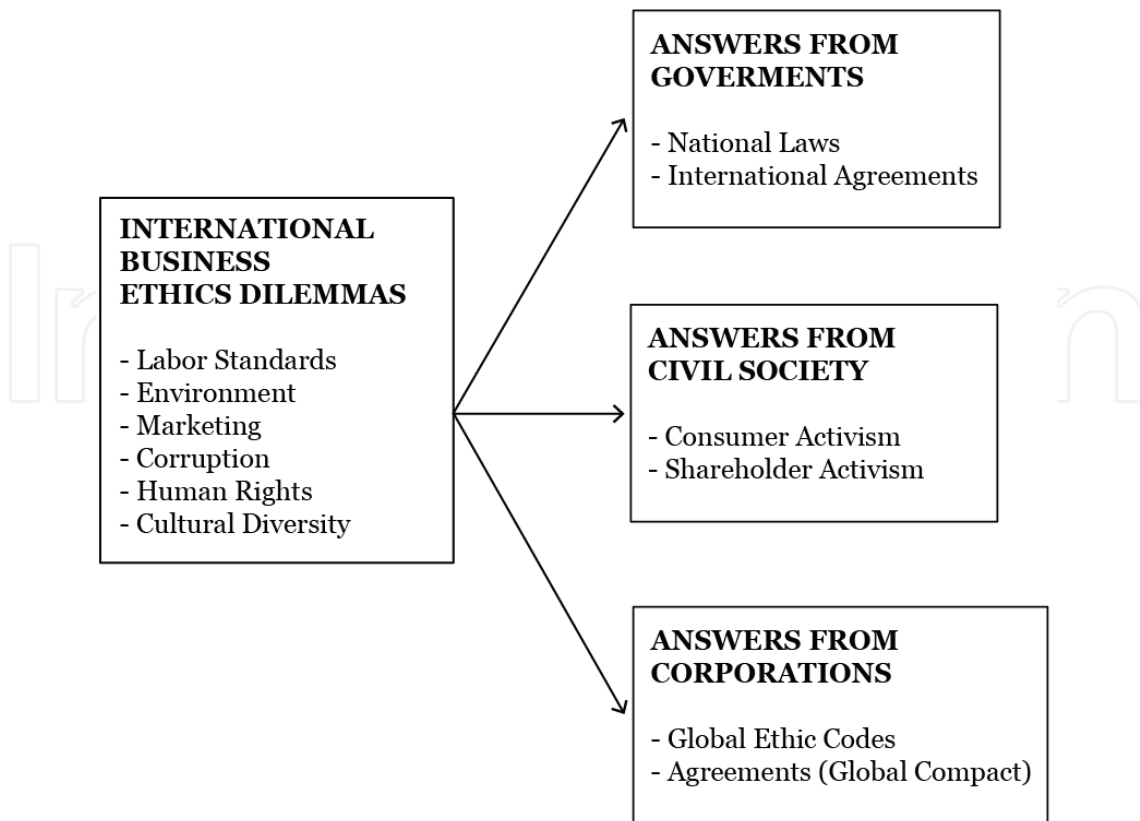 INTERNATIONAL
BUSINESS
ETHICS DILEMMAS
- Labor Standards
- Environment
- Marketing
- Corruption
- Human Rights
- Cultural Diversity
ANSWERS FROM
GOVERMENTS
- National Laws
- International Agreements
ANSWERS FROM
CIVIL SOCIETY
- Consumer Activism
- Shareholder Activism
ANSWERS FROM
CORPORATIONS
- Global Ethic Codes
- Agreements (Global Compact)